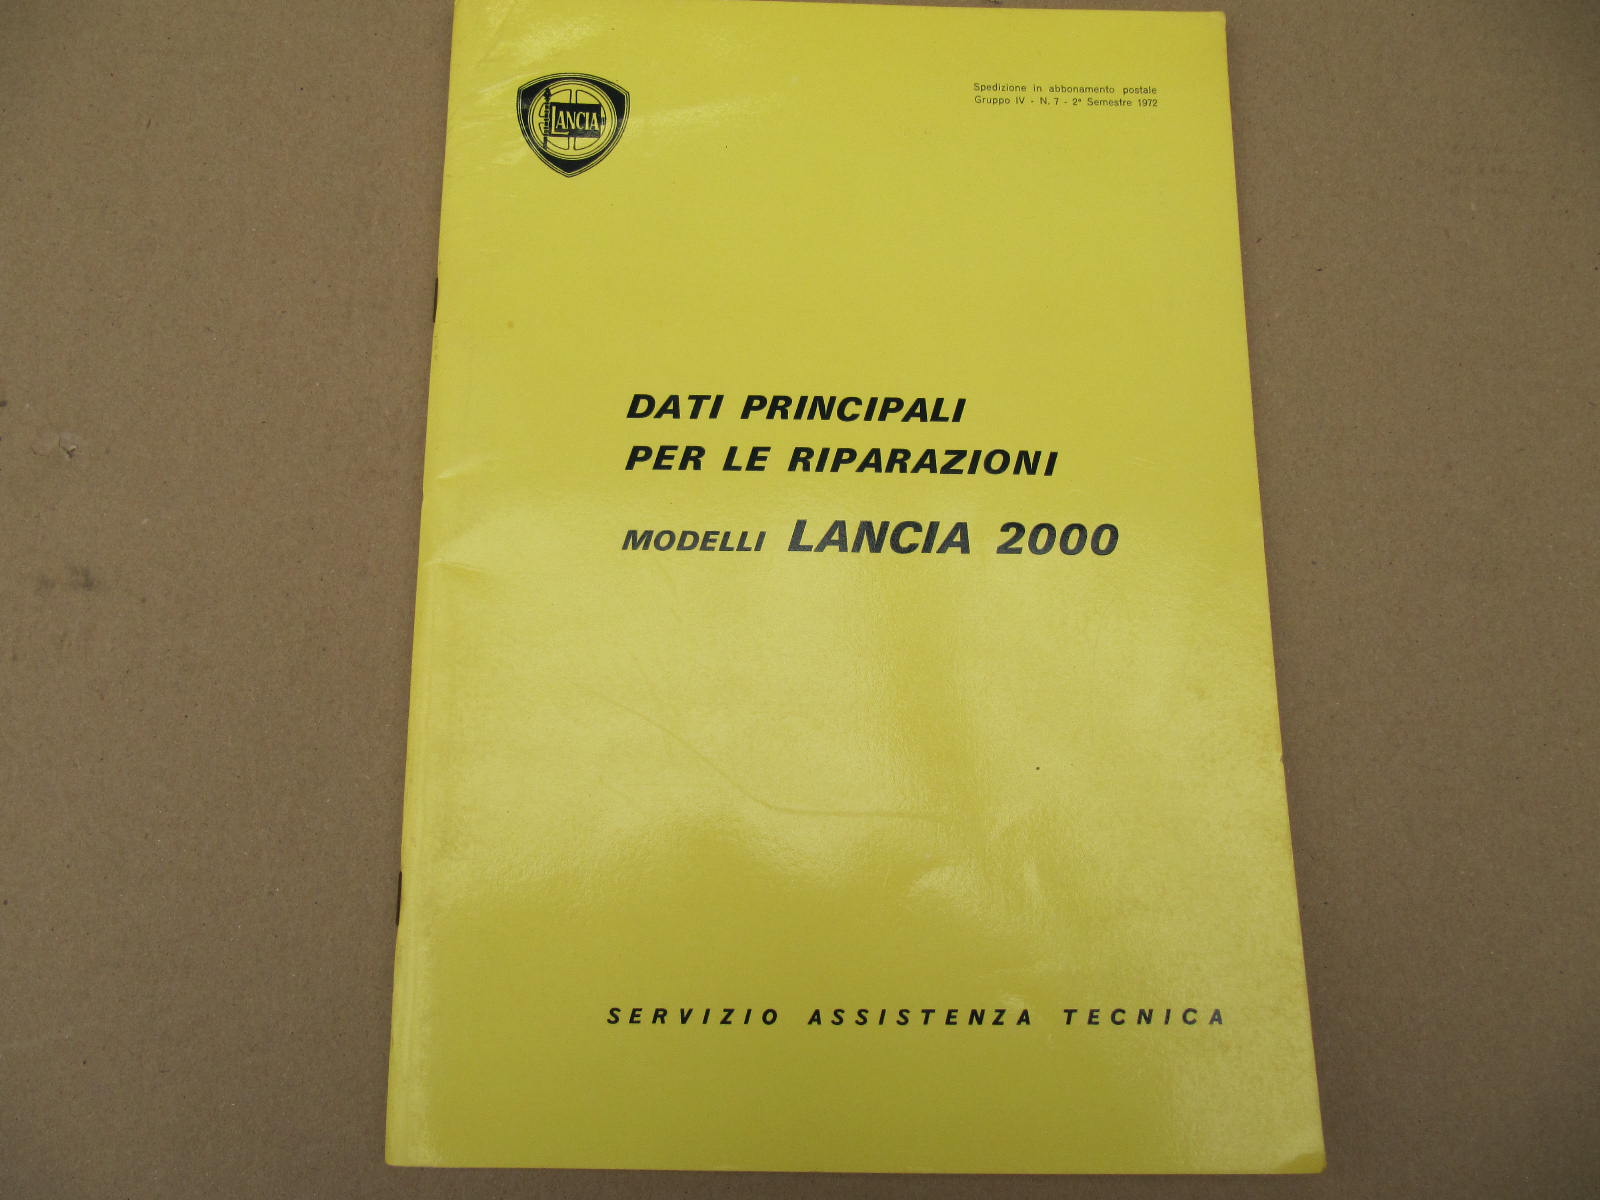 LANCIA
Spedizione in abbonamento postale
Gruppo IV - N. 7 - 2° Semestre 1972
DATI PRINCIPALI
PER LE RIPARAZIONI
MODELLI LANCIA 2000
SERVIZIO ASSISTENZA TECNICA